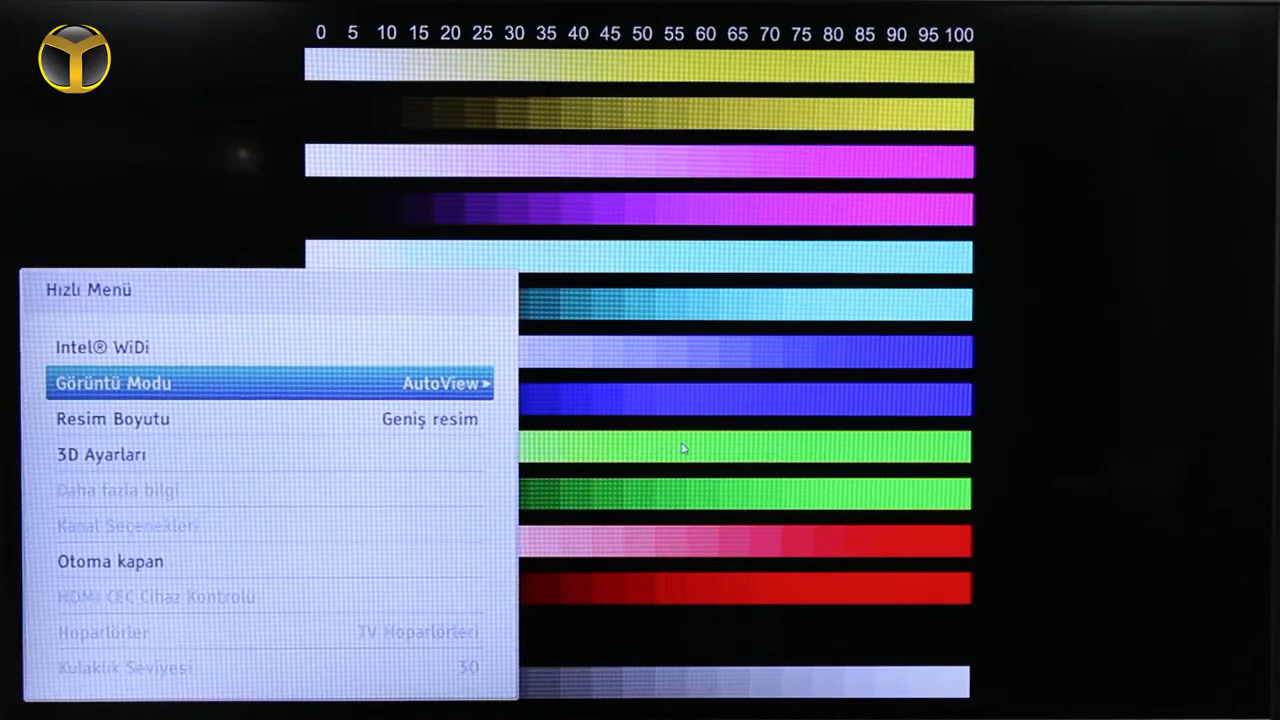 0 5 10 15 20 25 30 35 40 45 50 55 60 65 70 75 80 85 90 95 100
Hızlı Menü
Intel® WiDi
Görüntü Modu AutoView
Resim Boyutu Geniş resim
3D Ayarları
Daha fazla bilgi
Kanal Seçenekleri
Otoma kapan
HDMI CEC Cihaz Kontrolü
Hoparlörler TV Hoparlörleri
Kulaklık Seviyesi 30